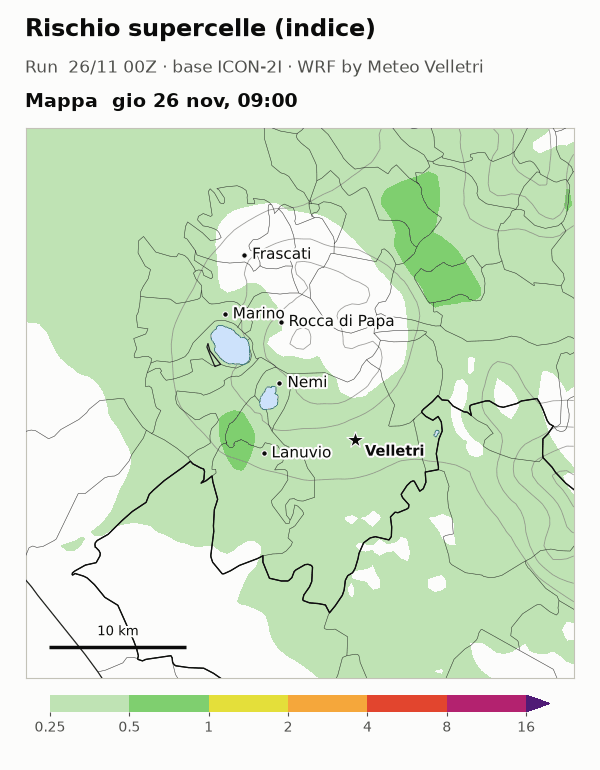 Rischio supercelle (indice)
Run  26/11 00Z · base ICON-2I · WRF by Meteo Velletri
Mappa  gio 26 nov, 09:00
Frascati
Marino
Rocca di Papa
Nemi
Velletri
Lanuvio
10 km
0.25 0.5 1 2 4 8 16